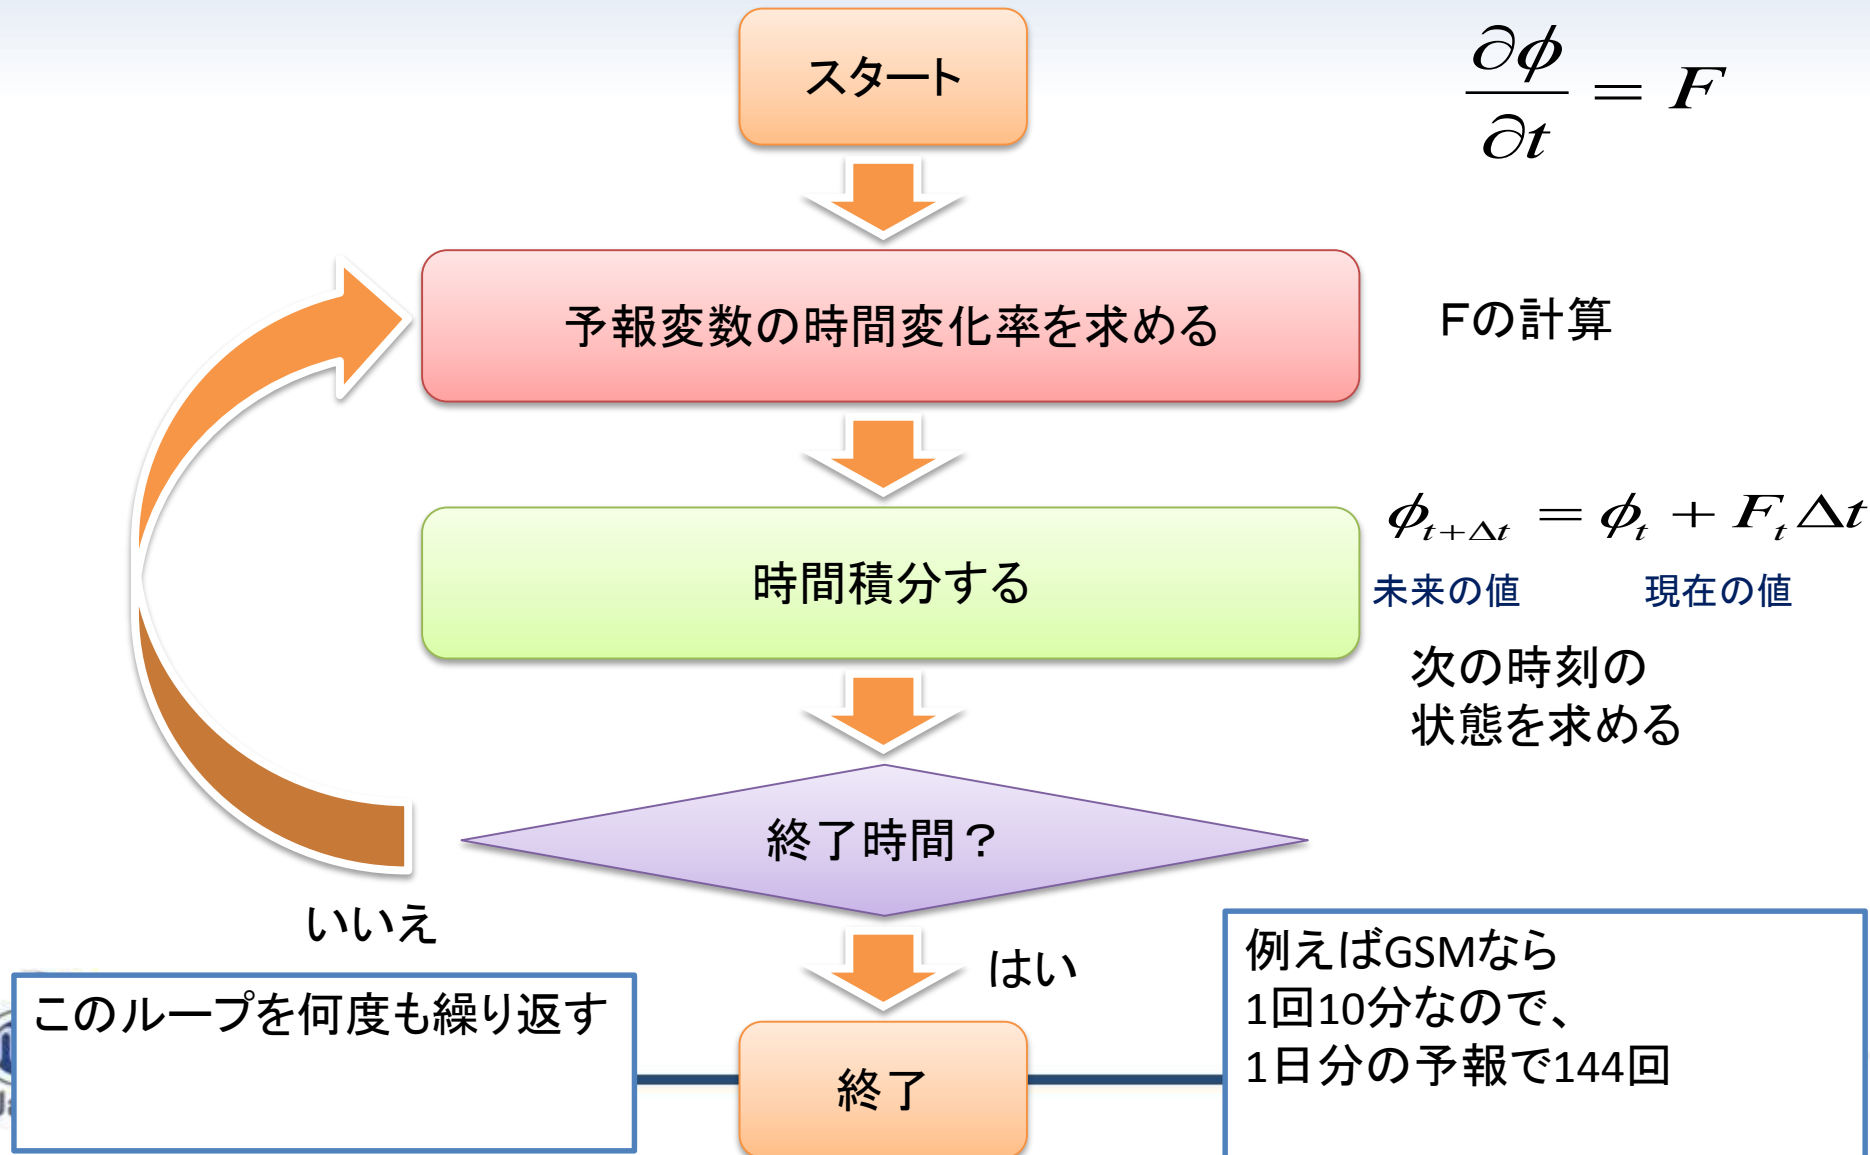 スタート
∂φ/∂t = F
予報変数の時間変化率を求める
Fの計算
時間積分する
φ_{t+Δt} = φ_t + F_t Δt
未来の値
現在の値
次の時刻の
状態を求める
終了時間？
いいえ
はい
このループを何度も繰り返す
終了
例えばGSMなら
1回10分なので、
1日分の予報で144回